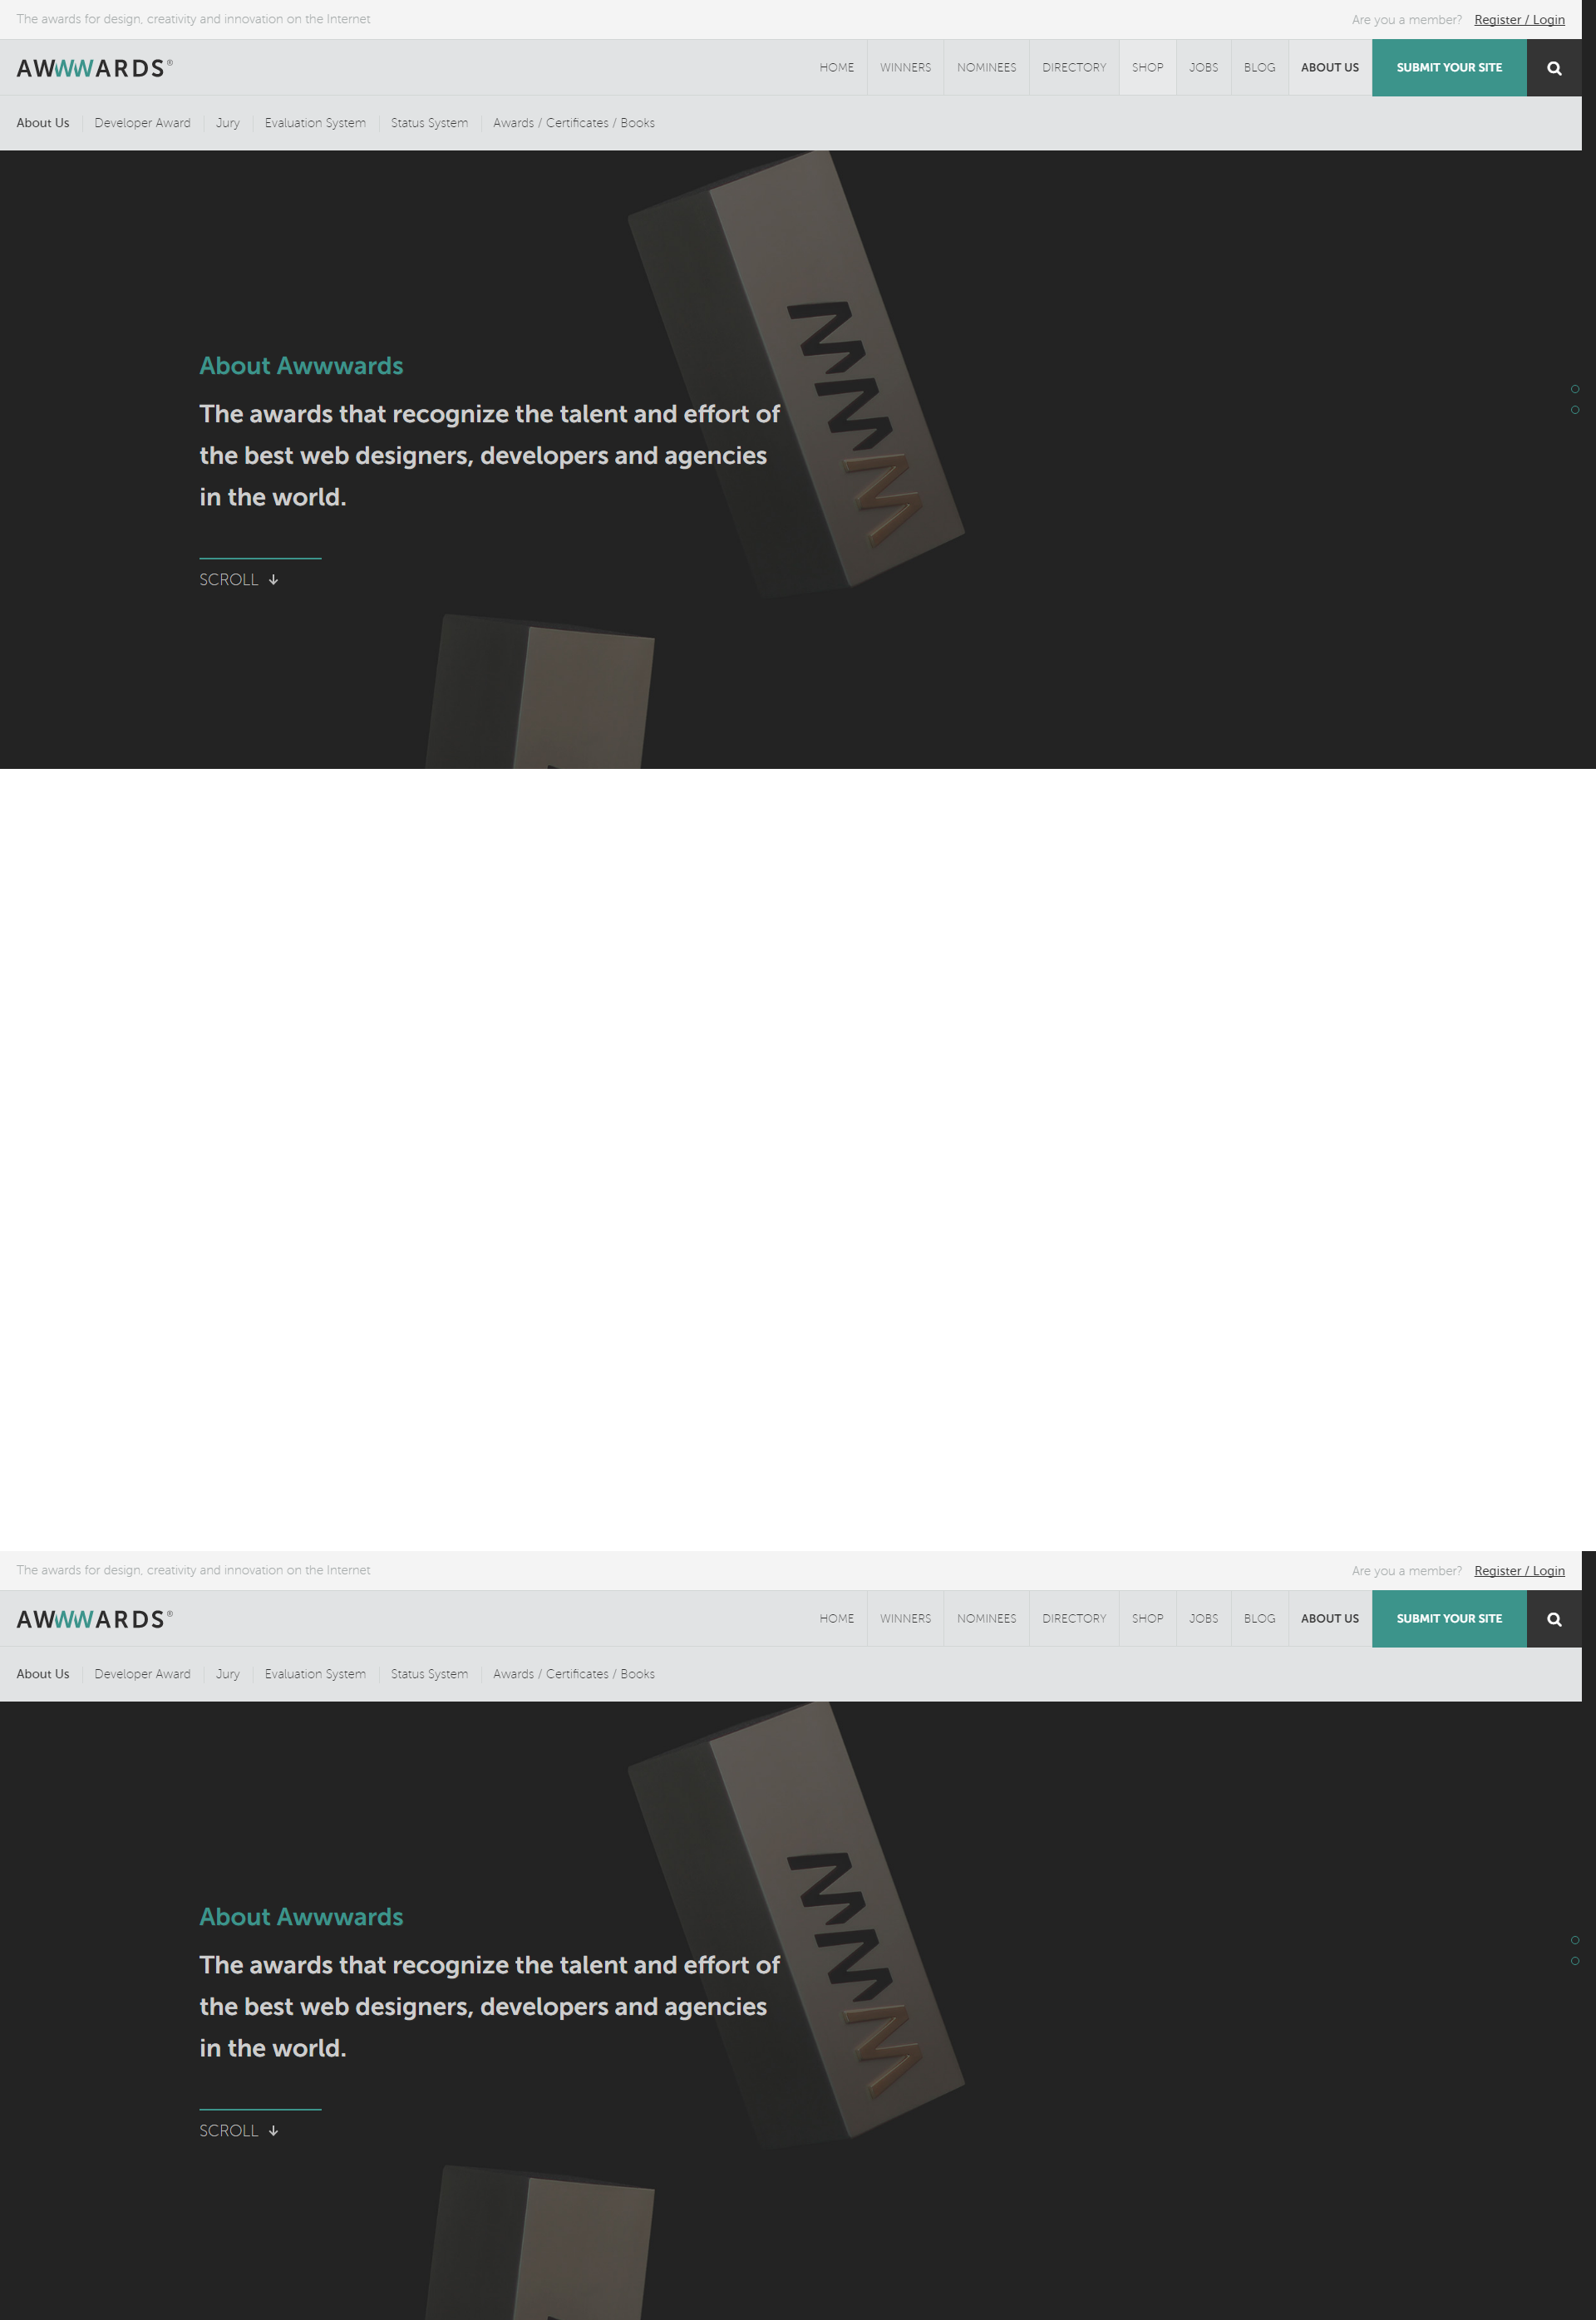 The awards for design, creativity and innovation on the Internet
Are you a member? Register / Login
AWWWARDS®
HOME WINNERS NOMINEES DIRECTORY SHOP JOBS BLOG ABOUT US SUBMIT YOUR SITE
About Us Developer Award Jury Evaluation System Status System Awards / Certificates / Books
About Awwwards
The awards that recognize the talent and effort of
the best web designers, developers and agencies
in the world.
SCROLL
WWW
The awards for design, creativity and innovation on the Internet
Are you a member? Register / Login
AWWWARDS®
HOME WINNERS NOMINEES DIRECTORY SHOP JOBS BLOG ABOUT US SUBMIT YOUR SITE
About Us Developer Award Jury Evaluation System Status System Awards / Certificates / Books
About Awwwards
The awards that recognize the talent and effort of
the best web designers, developers and agencies
in the world.
SCROLL
WWW